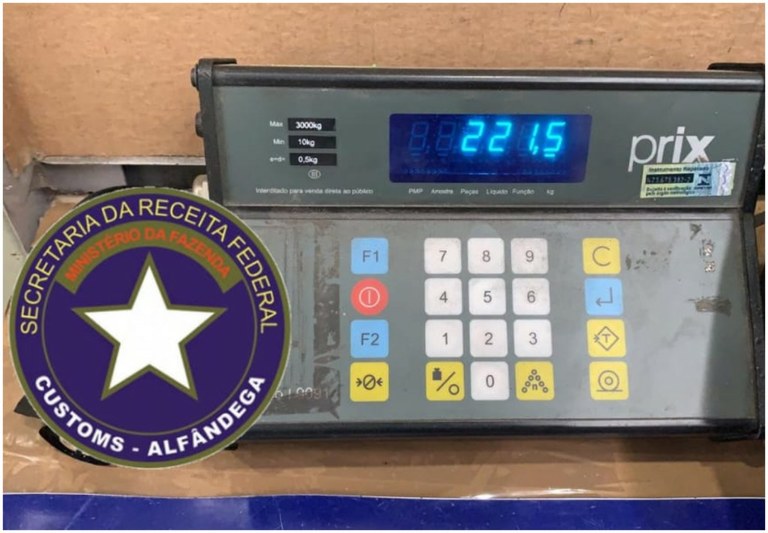 Max 3000kg
Min 10kg
e=d= 0,5kg
221,5
prix
Interditado para venda direta ao público
PMP Amostra Peças Líquido Função kg
SECRETARIA DA RECEITA FEDERAL
MINISTÉRIO DA FAZENDA
CUSTOMS - ALFÂNDEGA
F1 7 8 9 C
4 5 6
F2 1 2 3 T
0 0 n
9091